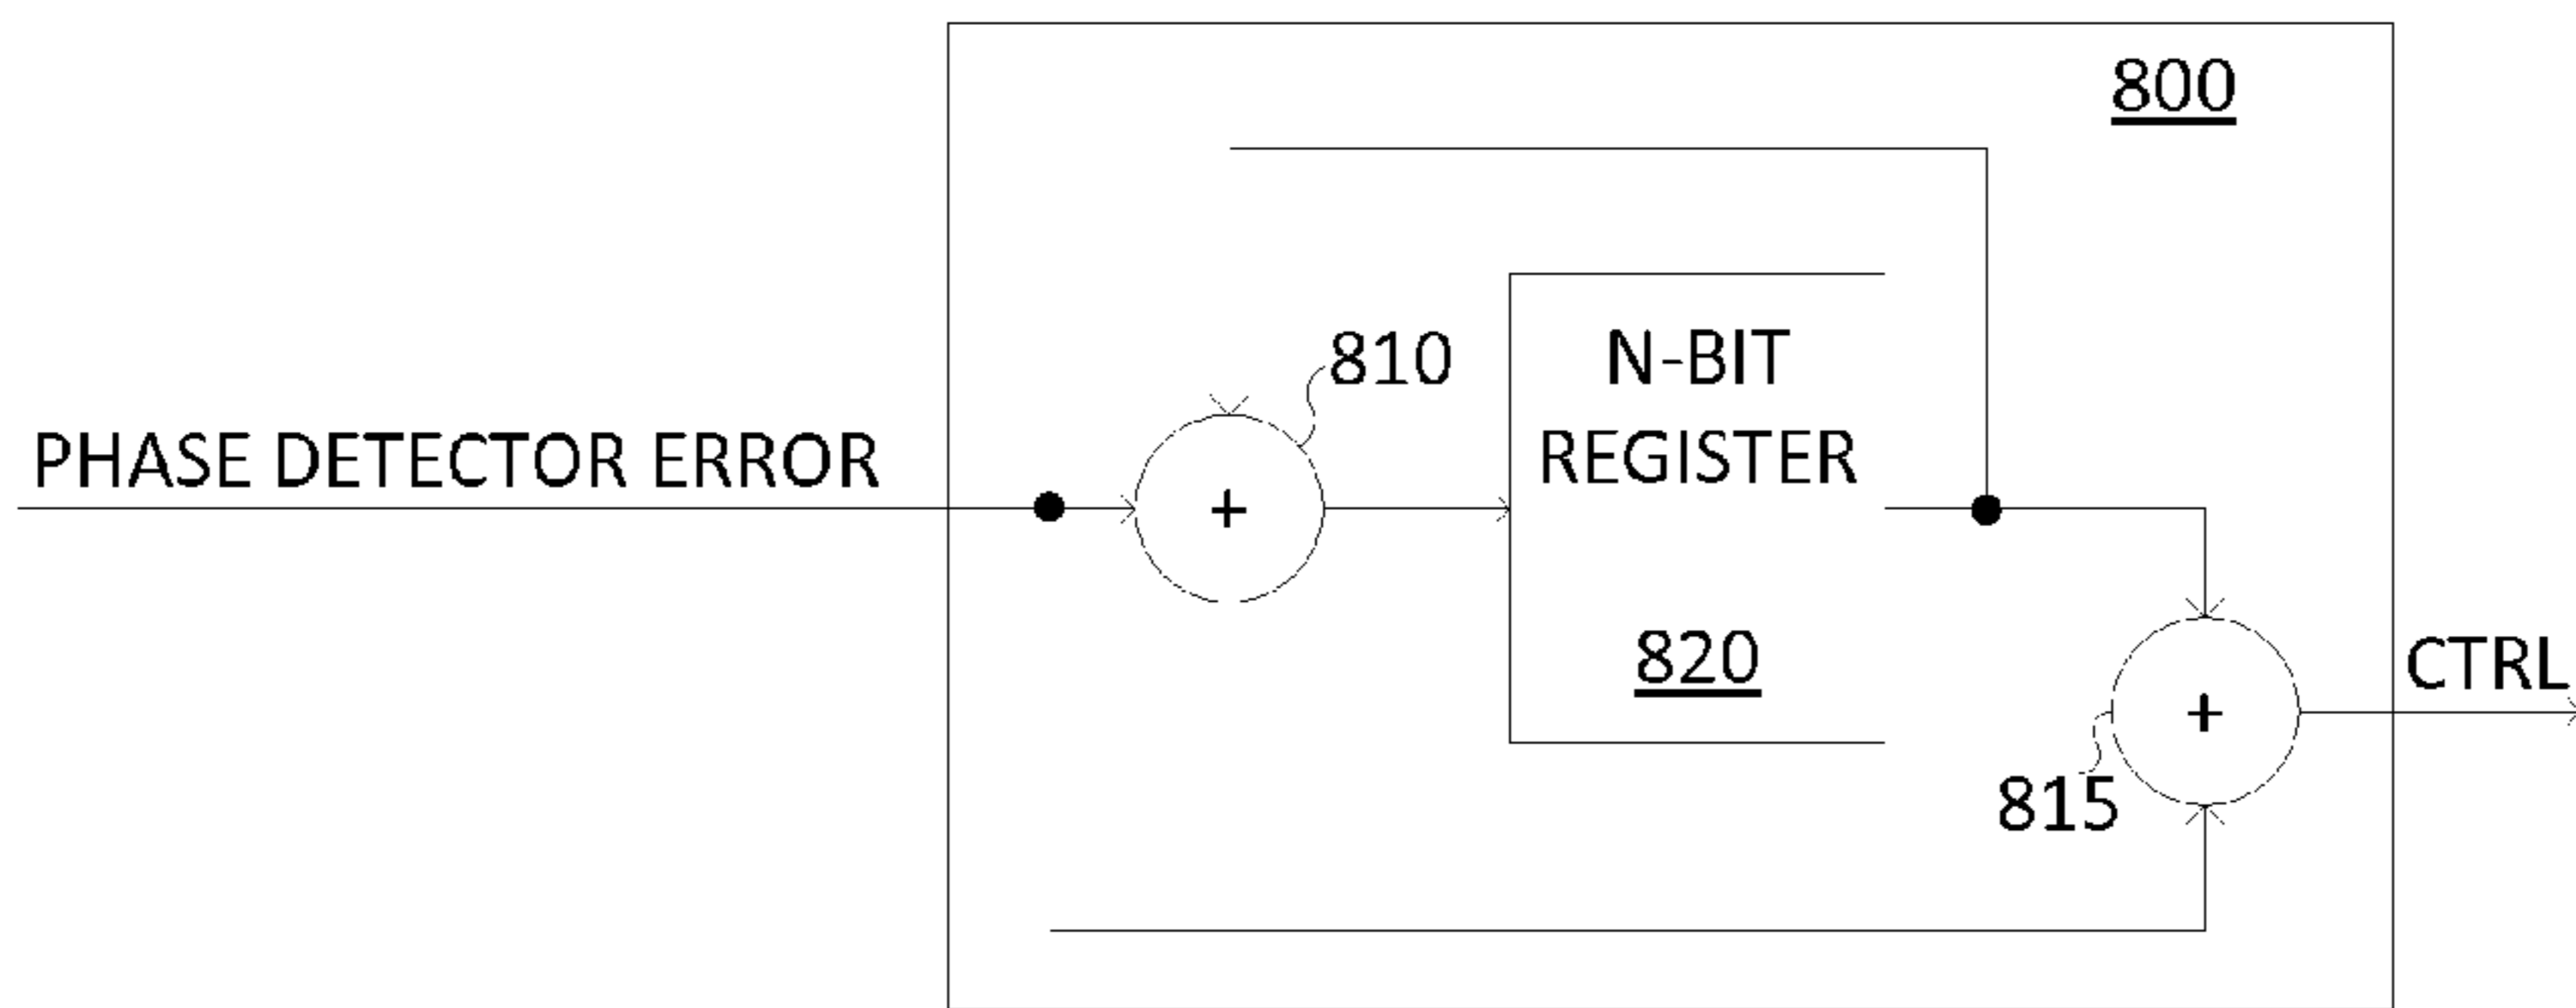 800
810
N-BIT
REGISTER
PHASE DETECTOR ERROR
+
820
CTRL
+
815